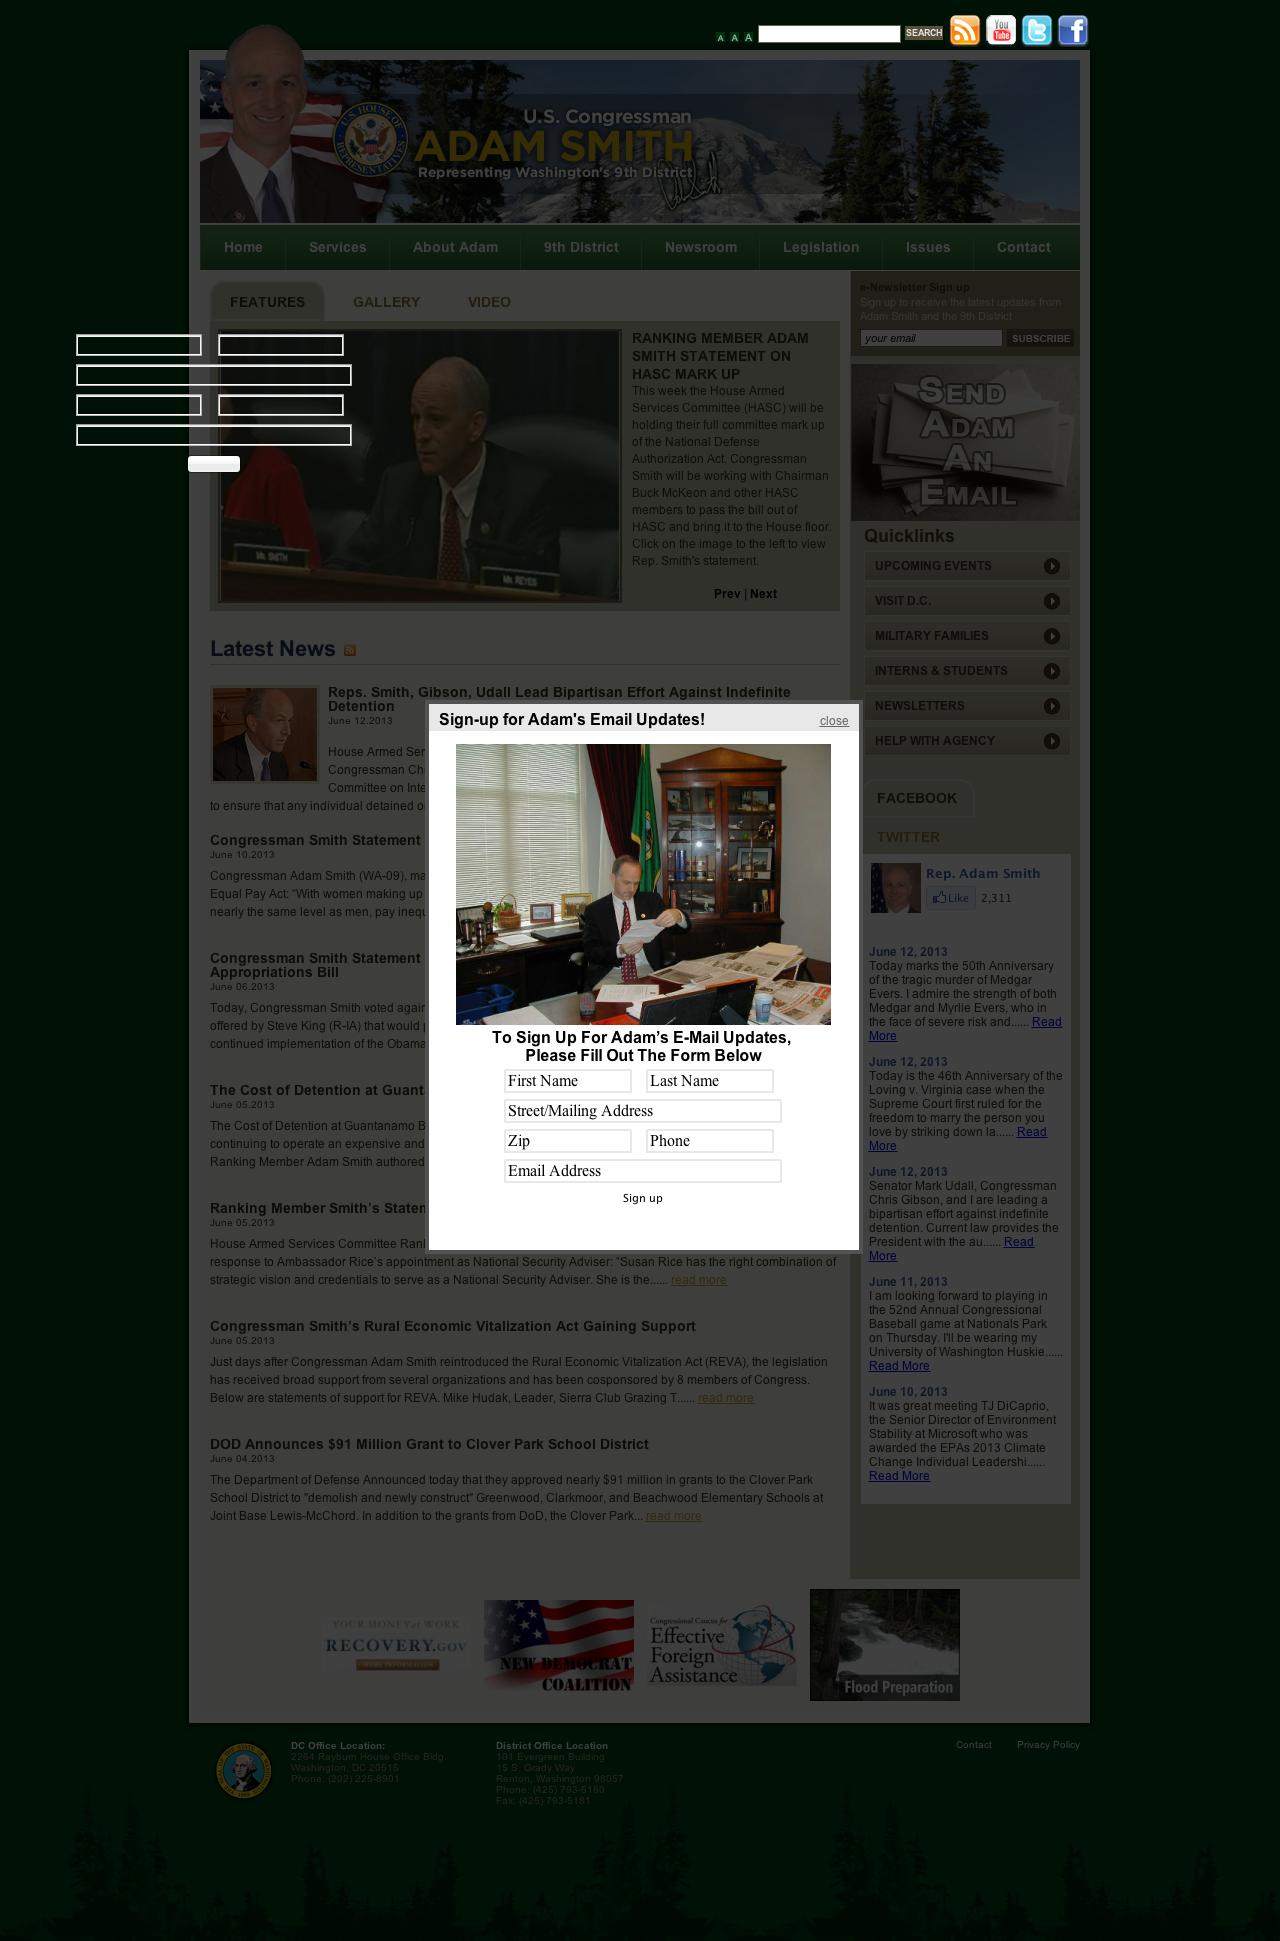 A A A
SEARCH
You
Tube
U.S. Congressman
ADAM SMITH
Representing Washington's 9th District
Home
Services
About Adam
9th District
Newsroom
Legislation
Issues
Contact
FEATURES
GALLERY
VIDEO
RANKING MEMBER ADAM
SMITH STATEMENT ON
HASC MARK UP
This week the House Armed
Services Committee (HASC) will be
holding their full committee mark up
of the National Defense
Authorization Act. Congressman
Smith will be working with Chairman
Buck McKeon and other HASC
members to pass the bill out of
HASC and bring it to the House floor.
Click on the image to the left to view
Rep. Smith's statement.
Prev | Next
MR. SMITH
MR. REYES
e-Newsletter Sign up
Sign up to receive the latest updates from
Adam Smith and the 9th District
your email
SUBSCRIBE
SEND
ADAM
AN
EMAIL
Quicklinks
UPCOMING EVENTS
VISIT D.C.
MILITARY FAMILIES
INTERNS & STUDENTS
NEWSLETTERS
HELP WITH AGENCY
Latest News
Reps. Smith, Gibson, Udall Lead Bipartisan Effort Against Indefinite
Detention
June 12.2013
House Armed Ser
Congressman Ch
Committee on Inte
to ensure that any individual detained o
Congressman Smith Statement
June 10.2013
Congressman Adam Smith (WA-09), ma
Equal Pay Act: “With women making up
nearly the same level as men, pay inequ
Congressman Smith Statement
Appropriations Bill
June 06.2013
Today, Congressman Smith voted again
offered by Steve King (R-IA) that would p
continued implementation of the Obama
The Cost of Detention at Guanta
June 05.2013
The Cost of Detention at Guantanamo B
continuing to operate an expensive and
Ranking Member Adam Smith authored
Ranking Member Smith's Staten
June 05.2013
House Armed Services Committee Rank
response to Ambassador Rice's appointment as National Security Adviser: “Susan Rice has the right combination of
strategic vision and credentials to serve as a National Security Adviser. She is the...... read more
Congressman Smith's Rural Economic Vitalization Act Gaining Support
June 05.2013
Just days after Congressman Adam Smith reintroduced the Rural Economic Vitalization Act (REVA), the legislation
has received broad support from several organizations and has been cosponsored by 8 members of Congress.
Below are statements of support for REVA. Mike Hudak, Leader, Sierra Club Grazing T...... read more
DOD Announces $91 Million Grant to Clover Park School District
June 04.2013
The Department of Defense Announced today that they approved nearly $91 million in grants to the Clover Park
School District to "demolish and newly construct" Greenwood, Clarkmoor, and Beachwood Elementary Schools at
Joint Base Lewis-McChord. In addition to the grants from DoD, the Clover Park... read more
Sign-up for Adam's Email Updates!
close
To Sign Up For Adam's E-Mail Updates,
Please Fill Out The Form Below
First Name
Last Name
Street/Mailing Address
Zip
Phone
Email Address
Sign up
FACEBOOK
TWITTER
Rep. Adam Smith
Like 2,311
June 12, 2013
Today marks the 50th Anniversary
of the tragic murder of Medgar
Evers. I admire the strength of both
Medgar and Myrlie Evers, who in
the face of severe risk and...... Read
More
June 12, 2013
Today is the 46th Anniversary of the
Loving v. Virginia case when the
Supreme Court first ruled for the
freedom to marry the person you
love by striking down la...... Read
More
June 12, 2013
Senator Mark Udall, Congressman
Chris Gibson, and I are leading a
bipartisan effort against indefinite
detention. Current law provides the
President with the au...... Read
More
June 11, 2013
I am looking forward to playing in
the 52nd Annual Congressional
Baseball game at Nationals Park
on Thursday. I'll be wearing my
University of Washington Huskie......
Read More
June 10, 2013
It was great meeting TJ DiCaprio,
the Senior Director of Environment
Stability at Microsoft who was
awarded the EPAs 2013 Climate
Change Individual Leadershi......
Read More
YOUR MONEY at WORK
RECOVERY.GOV
MORE INFORMATION
NEW DEMOCRAT
COALITION
Congressional Caucus for
Effective
Foreign
Assistance
Flood Preparation
DC Office Location:
2264 Rayburn House Office Bldg.
Washington, DC 20515
Phone: (202) 225-8901
District Office Location
101 Evergreen Building
15 S. Grady Way
Renton, Washington 98057
Phone: (425) 793-5180
Fax: (425) 793-5181
Contact
Privacy Policy